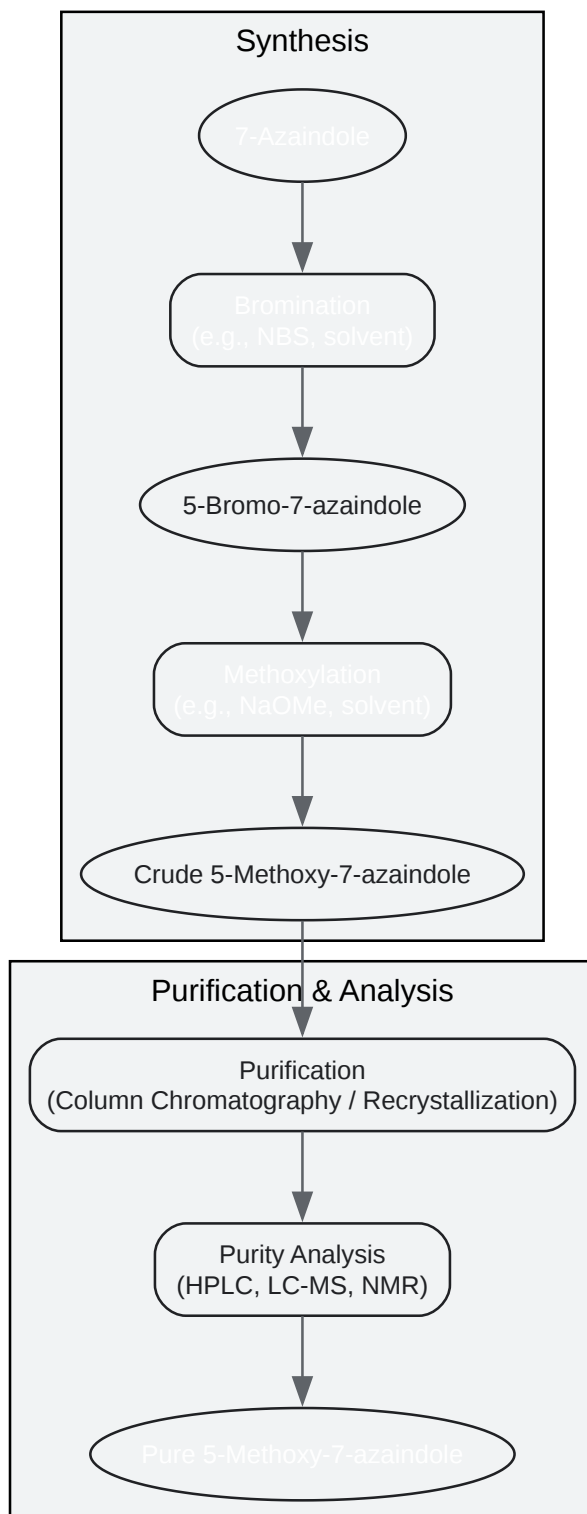 Synthesis
7-Azaindole
Bromination
(e.g., NBS, solvent)
5-Bromo-7-azaindole
Methoxylation
(e.g., NaOMe, solvent)
Crude 5-Methoxy-7-azaindole
Purification & Analysis
Purification
(Column Chromatography / Recrystallization)
Purity Analysis
(HPLC, LC-MS, NMR)
Pure 5-Methoxy-7-azaindole